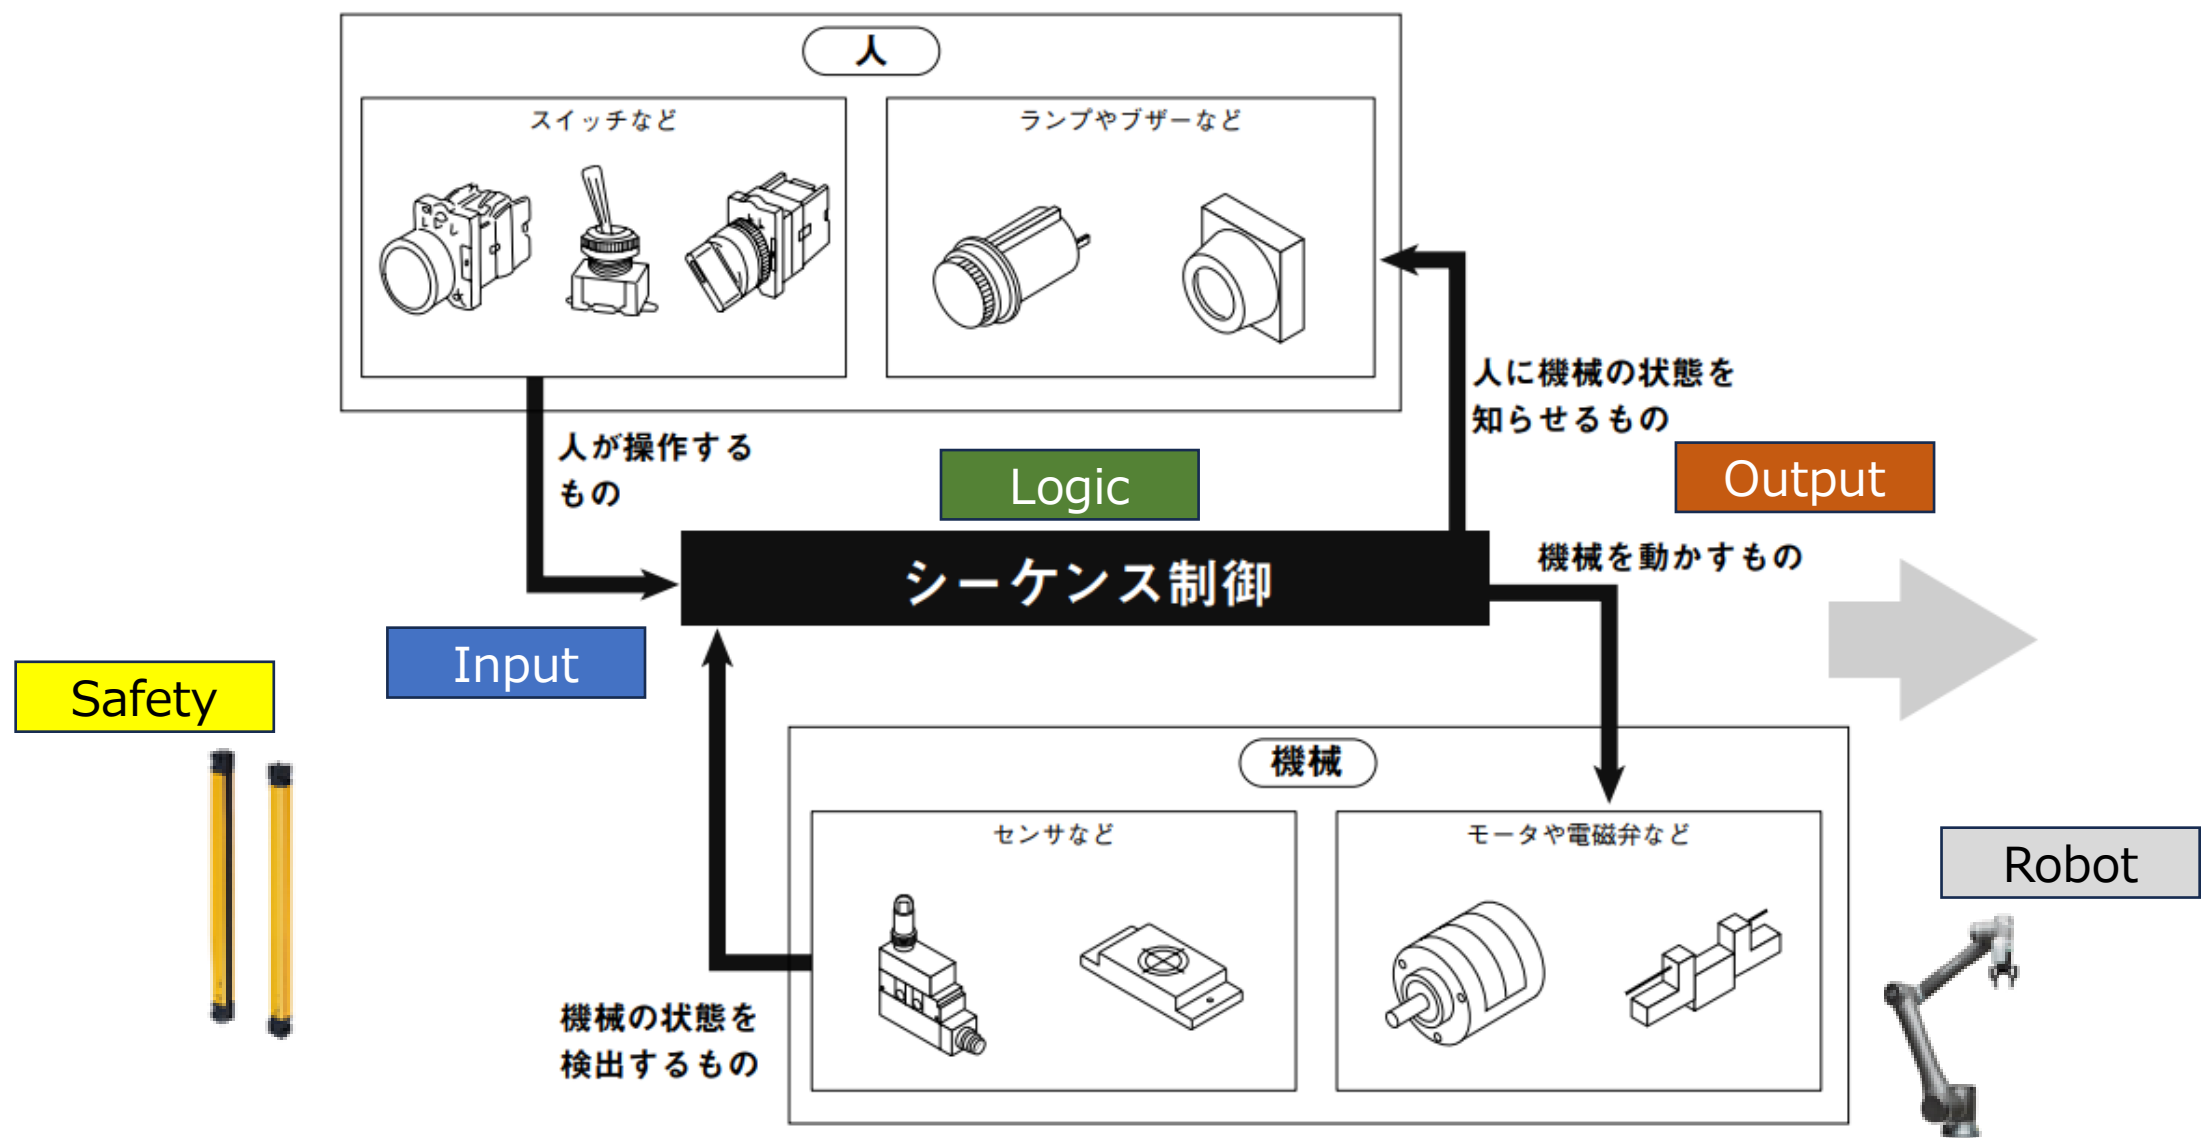 人
スイッチなど
ランプやブザーなど
人に機械の状態を
知らせるもの
人が操作する
もの
Logic
Output
シーケンス制御
機械を動かすもの
Input
Safety
機械
センサなど
モータや電磁弁など
Robot
機械の状態を
検出するもの